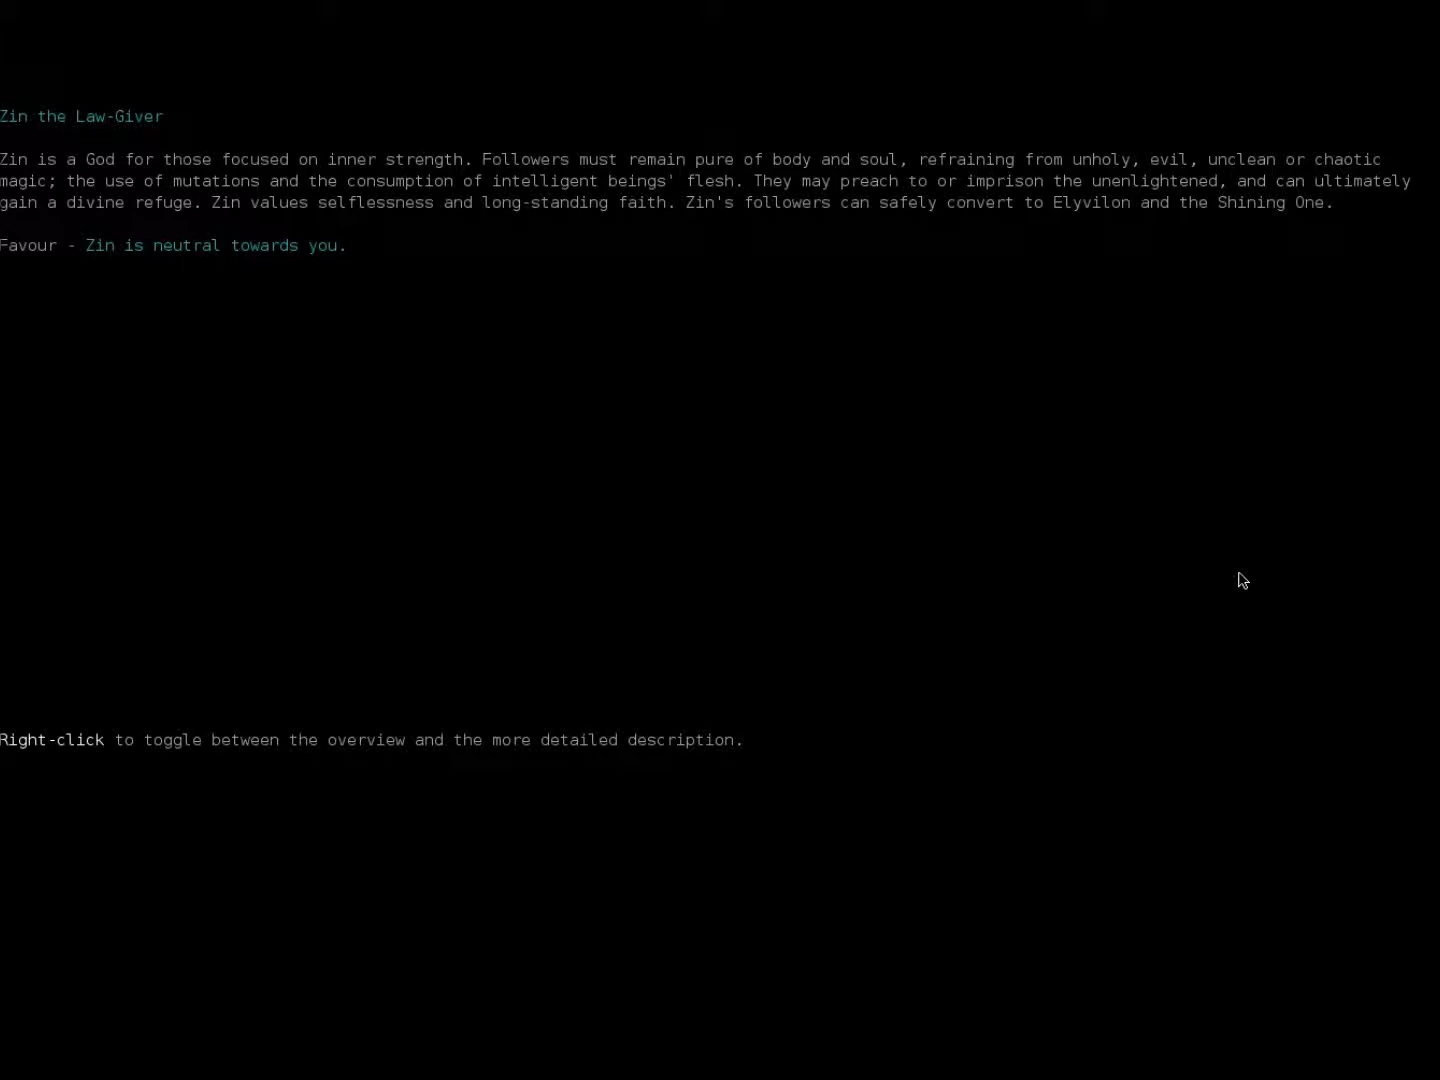 Zin the Law-Giver
Zin is a God for those focused on inner strength. Followers must remain pure of body and soul, refraining from unholy, evil, unclean or chaotic
magic; the use of mutations and the consumption of intelligent beings' flesh. They may preach to or imprison the unenlightened, and can ultimately
gain a divine refuge. Zin values selflessness and long-standing faith. Zin's followers can safely convert to Elyvilon and the Shining One.
Favour - Zin is neutral towards you.
Right-click to toggle between the overview and the more detailed description.